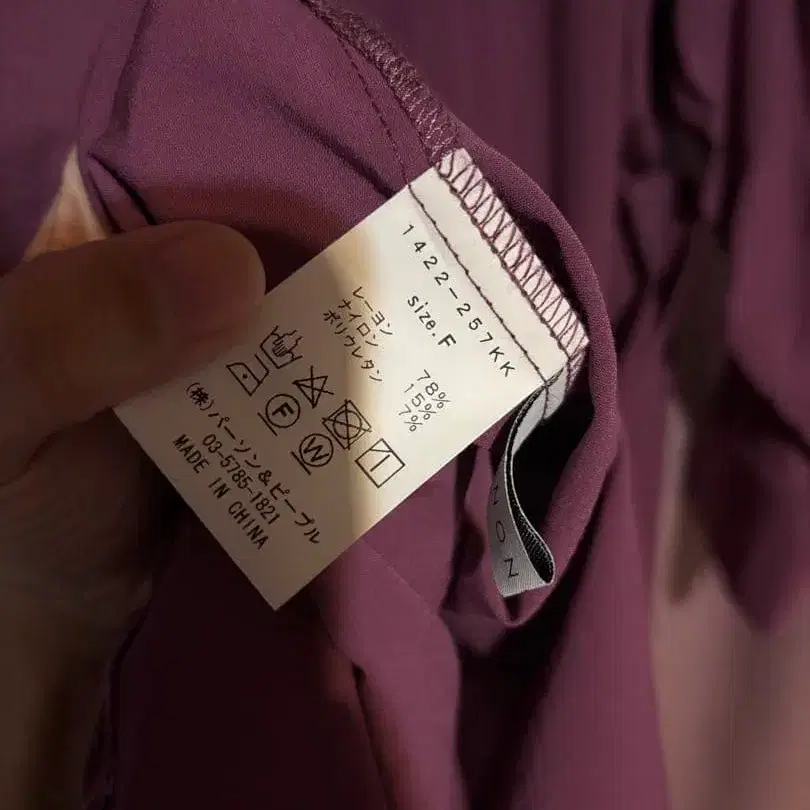 1422-257KK
size.F
レーヨン 78%
ナイロン 15%
ポリウレタン 7%
F
W
(株)パーソン&ピープル
03-5785-1821
MADE IN CHINA
NON